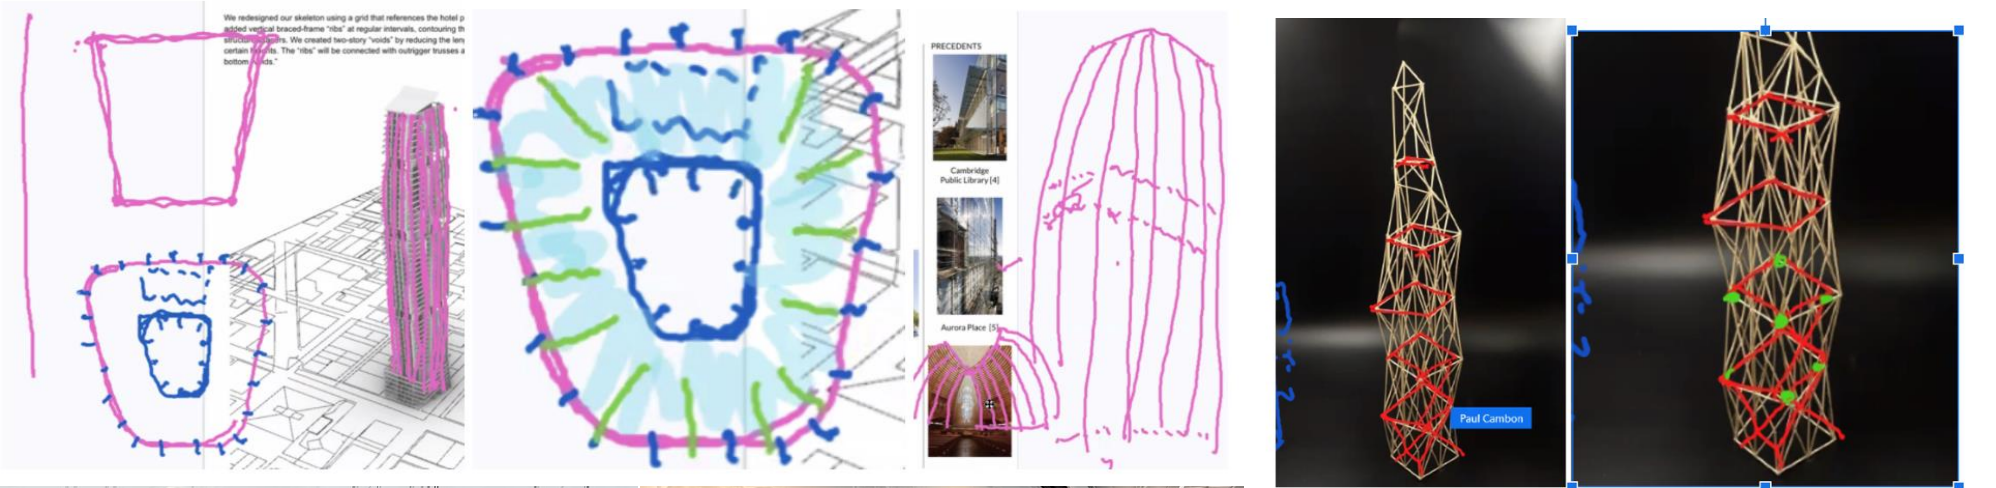 We redesigned our skeleton using a grid that references the hotel p
added vertical braced-frame "ribs" at regular intervals, contouring th
We created two-story "voids" by reducing the len
certain The "ribs" will be connected with outrigger trusses a
bottom
PRECEDENTS
Cambridge
Public Library [4]
Aurora Place [5]
Paul Cambon